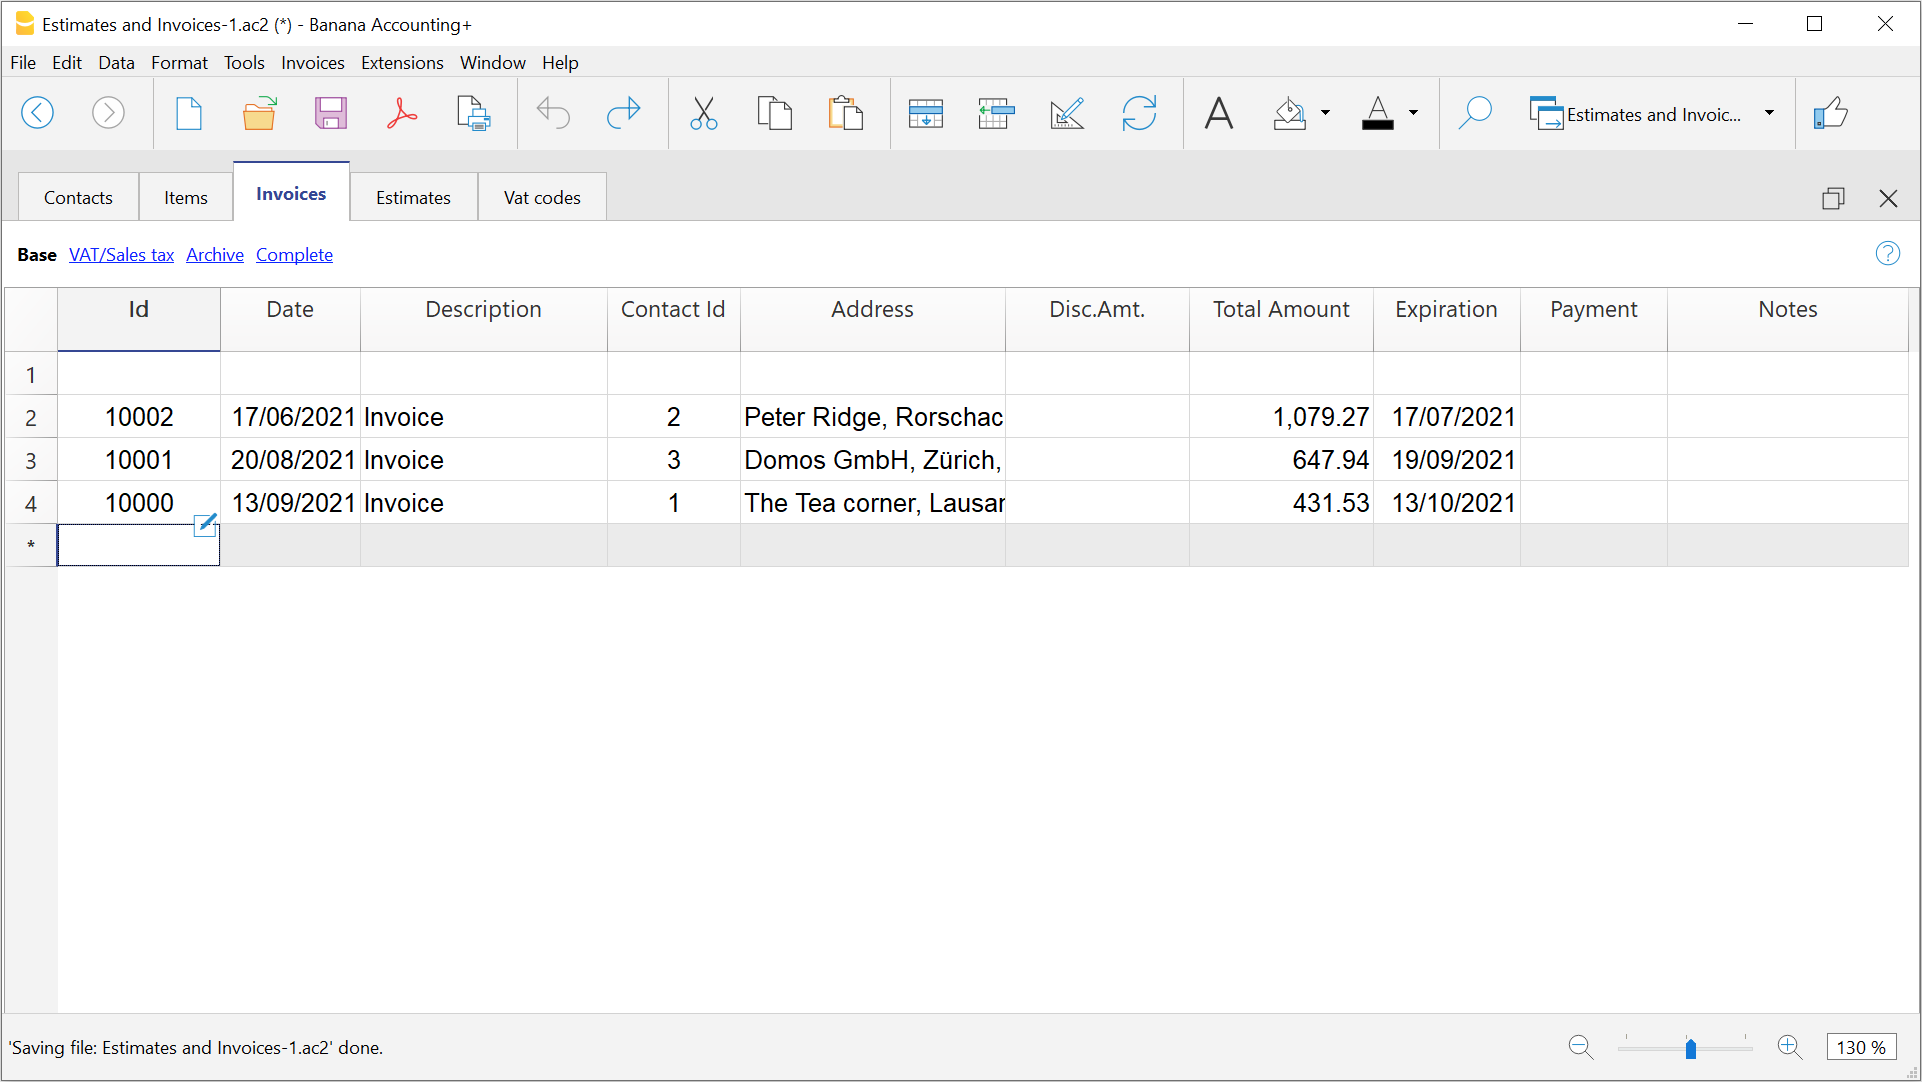 Estimates and Invoices-1.ac2 (*) - Banana Accounting+
File Edit Data Format Tools Invoices Extensions Window Help
Estimates and Invoic...
Contacts Items Invoices Estimates Vat codes
Base VAT/Sales tax Archive Complete
Id Date Description Contact Id Address Disc.Amt. Total Amount Expiration Payment Notes
1
2 10002 17/06/2021 Invoice 2 Peter Ridge, Rorschac 1,079.27 17/07/2021
3 10001 20/08/2021 Invoice 3 Domos GmbH, Zürich, 647.94 19/09/2021
4 10000 13/09/2021 Invoice 1 The Tea corner, Lausan 431.53 13/10/2021
*
'Saving file: Estimates and Invoices-1.ac2' done.
130 %